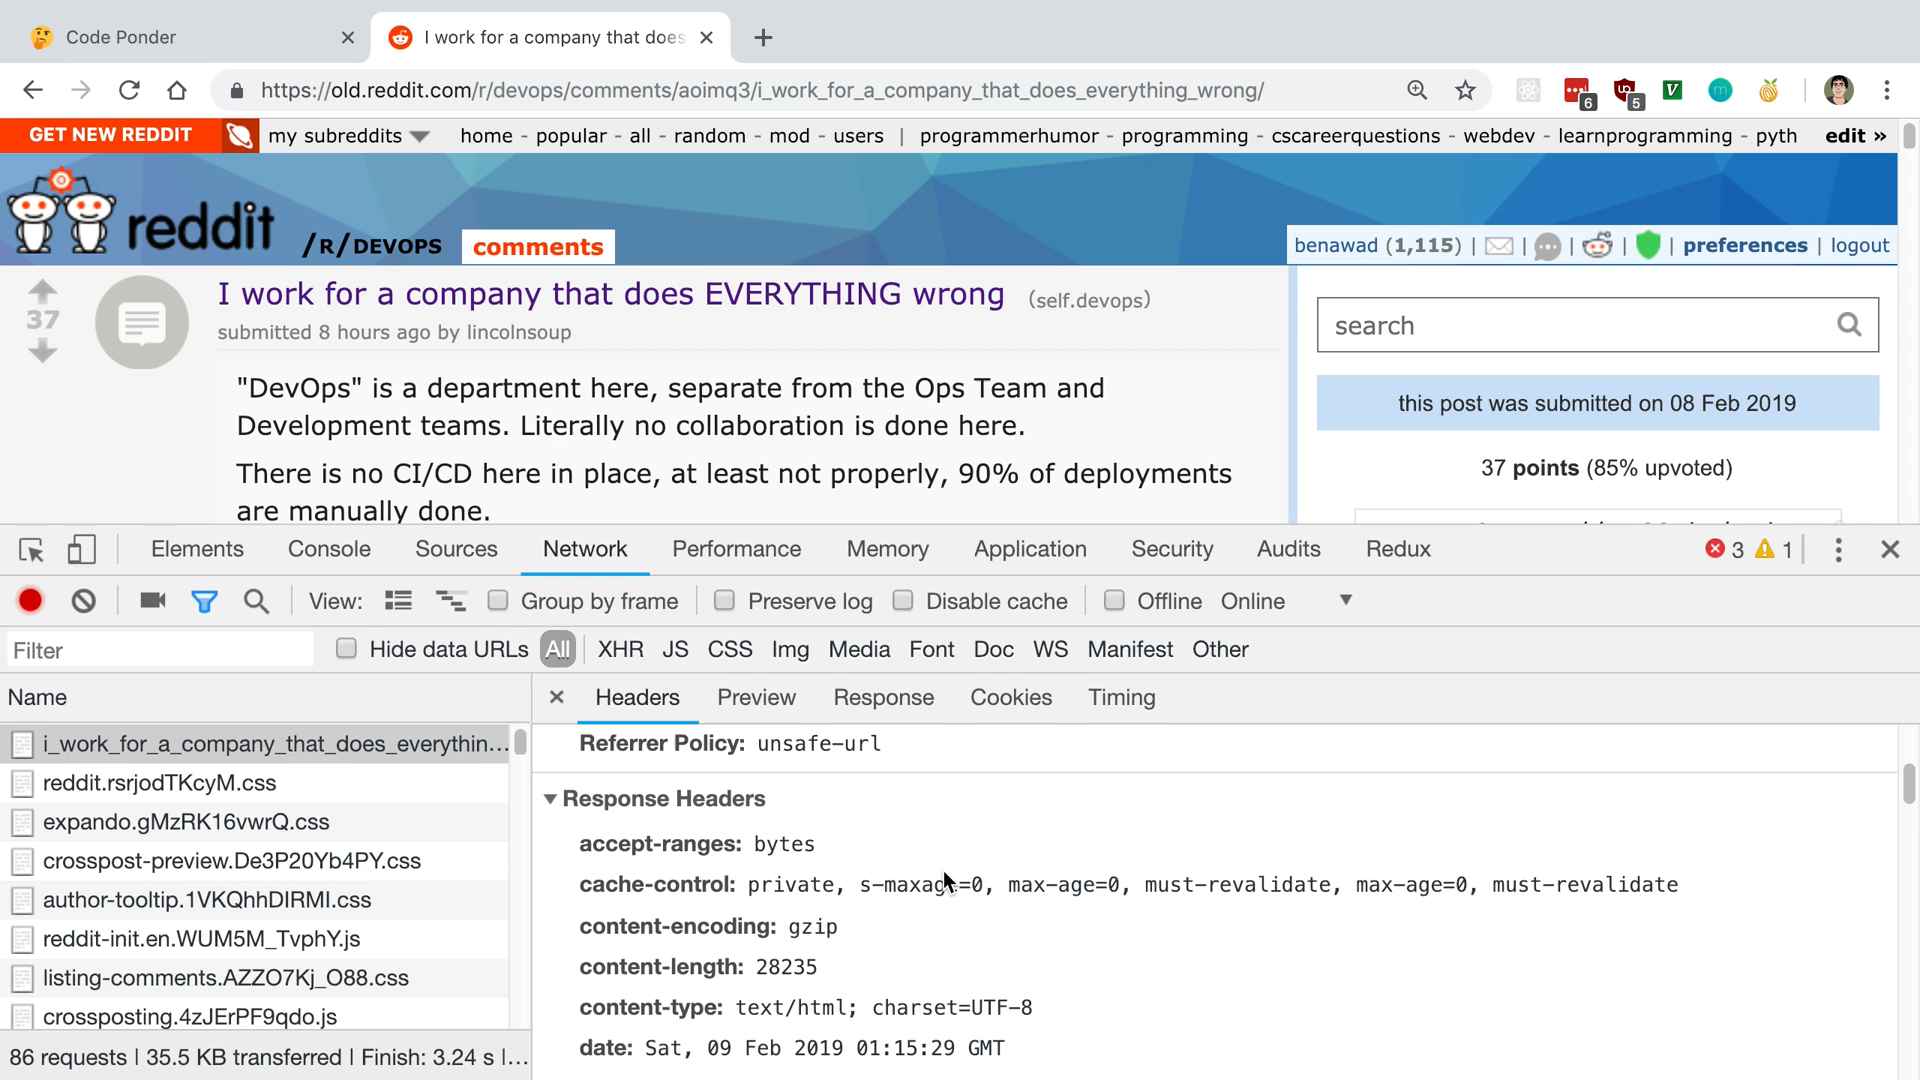 Code Ponder
I work for a company that does
https://old.reddit.com/r/devops/comments/aoimq3/i_work_for_a_company_that_does_everything_wrong/
6
5
V
m
GET NEW REDDIT
my subreddits
home - popular - all - random - mod - users | programmerhumor - programming - cscareerquestions - webdev - learnprogramming - pyth
edit »
reddit
/R/DEVOPS
comments
benawad (1,115) | | | | | preferences | logout
37
I work for a company that does EVERYTHING wrong (self.devops)
submitted 8 hours ago by lincolnsoup
"DevOps" is a department here, separate from the Ops Team and
Development teams. Literally no collaboration is done here.
There is no CI/CD here in place, at least not properly, 90% of deployments
are manually done.
search
this post was submitted on 08 Feb 2019
37 points (85% upvoted)
Elements Console Sources Network Performance Memory Application Security Audits Redux
3 1
View: Group by frame Preserve log Disable cache Offline Online
Filter
Hide data URLs All XHR JS CSS Img Media Font Doc WS Manifest Other
Name
i_work_for_a_company_that_does_everythin...
reddit.rsrjodTKcyM.css
expando.gMzRK16vwrQ.css
crosspost-preview.De3P20Yb4PY.css
author-tooltip.1VKQhhDIRMI.css
reddit-init.en.WUM5M_TvphY.js
listing-comments.AZZO7Kj_O88.css
crossposting.4zJErPF9qdo.js
86 requests | 35.5 KB transferred | Finish: 3.24 s |...
Headers Preview Response Cookies Timing
Referrer Policy: unsafe-url
Response Headers
accept-ranges: bytes
cache-control: private, s-maxage=0, max-age=0, must-revalidate, max-age=0, must-revalidate
content-encoding: gzip
content-length: 28235
content-type: text/html; charset=UTF-8
date: Sat, 09 Feb 2019 01:15:29 GMT